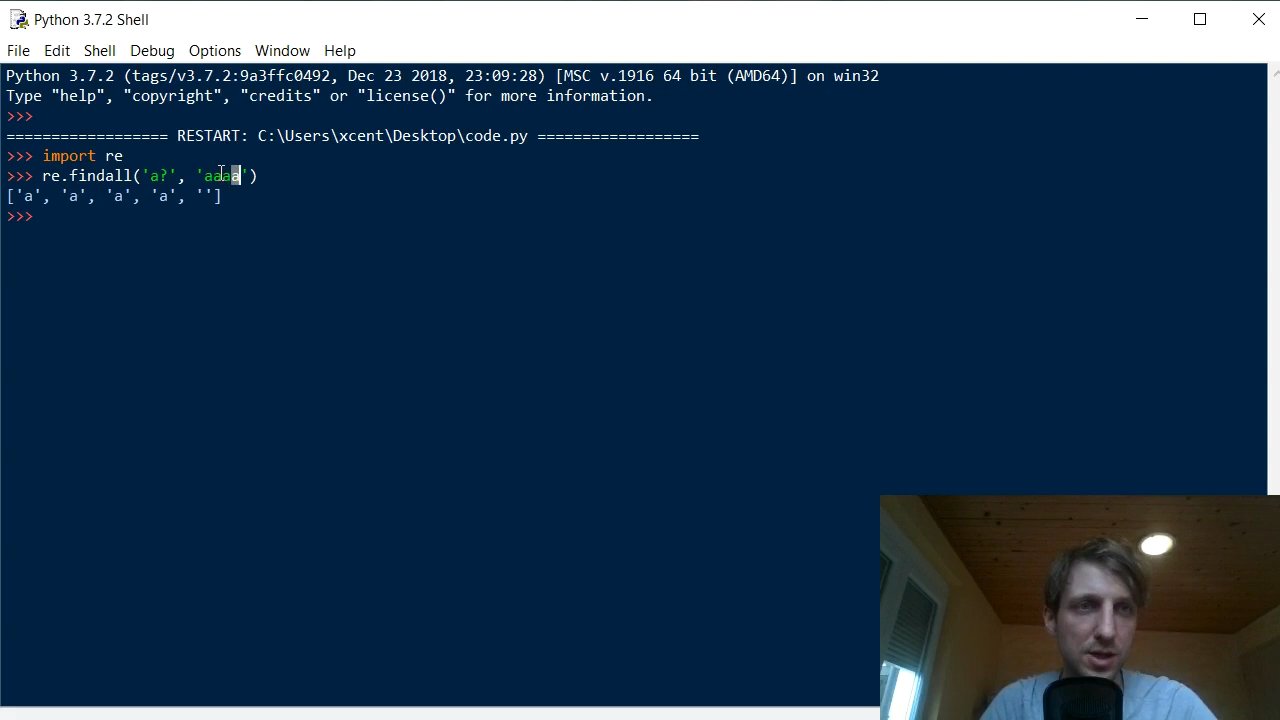 Python 3.7.2 Shell
File Edit Shell Debug Options Window Help
Python 3.7.2 (tags/v3.7.2:9a3ffc0492, Dec 23 2018, 23:09:28) [MSC v.1916 64 bit (AMD64)] on win32
Type "help", "copyright", "credits" or "license()" for more information.
>>>
================== RESTART: C:\Users\xcent\Desktop\code.py ==================
>>> import re
>>> re.findall('a?', 'aaaa')
['a', 'a', 'a', 'a', '']
>>>